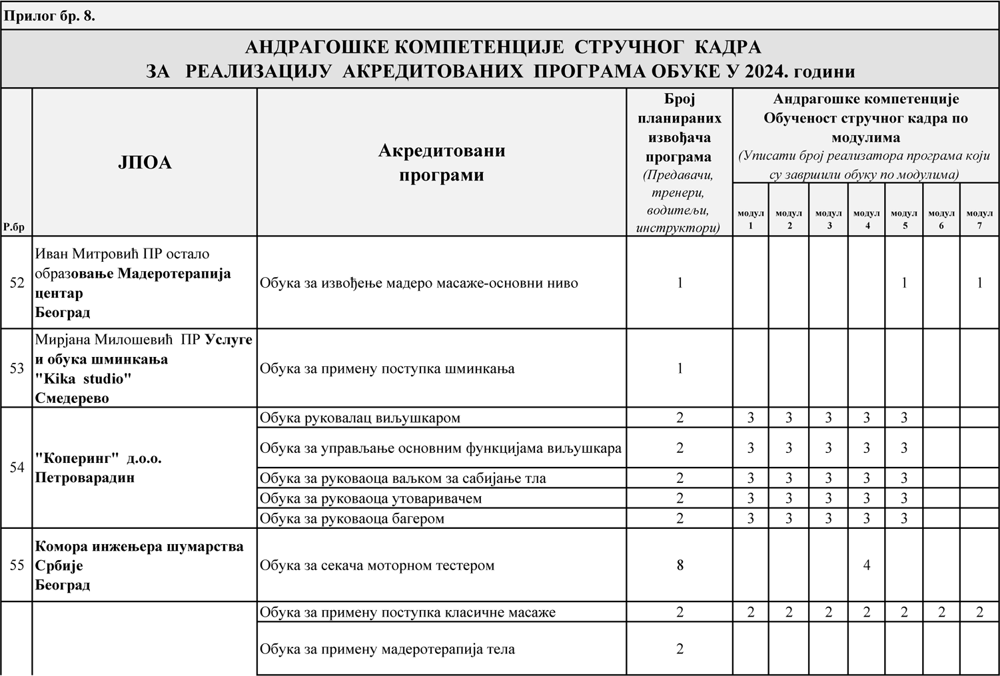 Прилог бр. 8.
АНДРАГОШКЕ КОМПЕТЕНЦИЈЕ СТРУЧНОГ КАДРА
ЗА РЕАЛИЗАЦИЈУ АКРЕДИТОВАНИХ ПРОГРАМА ОБУКЕ У 2024. години
Р.бр
ЈПОА
Акредитовани
програми
Број
планираних
извођача
програма
(Предавачи,
тренери,
водитељи,
инструктори)
Андрагошке компетенције
Обученост стручног кадра по
модулима
(Уписати број реализатора програма који
су завршили обуку по модулима)
модул 1 модул 2 модул 3 модул 4 модул 5 модул 6 модул 7
52
Иван Митровић ПР остало
образовање Мадеротерапија
центар
Београд
Обука за извођење мадеро масаже-основни ниво 1 1 1
53
Мирјана Милошевић ПР Услуге
и обука шминкања
"Kika studio"
Смедерево
Обука за примену поступка шминкања 1
54
"Коперинг" д.о.о.
Петроварадин
Обука руковалац виљушкаром 2 3 3 3 3 3
Обука за управљање основним функцијама виљушкара 2 3 3 3 3 3
Обука за руковаоца ваљком за сабијање тла 2 3 3 3 3 3
Обука за руковаоца утоваривачем 2 3 3 3 3 3
Обука за руковаоца багером 2 3 3 3 3 3
55
Комора инжењера шумарства
Србије
Београд
Обука за секача моторном тестером 8 4
Обука за примену поступка класичне масаже 2 2 2 2 2 2 2 2
Обука за примену мадеротерапија тела 2